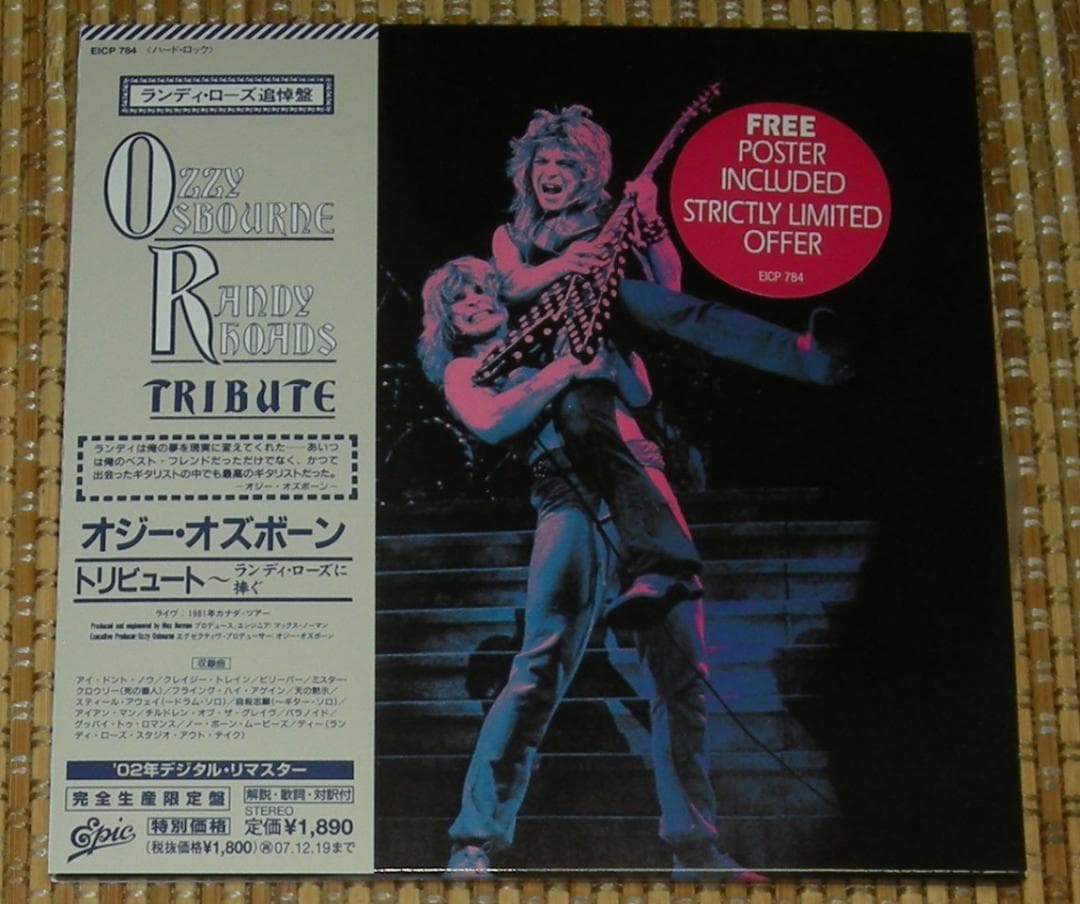 EICP 784 〈ハード・ロック〉
ランディ・ローズ追悼盤
OZZY
OSBOURNE
RANDY
RHOADS
TRIBUTE
ランディは俺の夢を現実に変えてくれた──あいつ
は俺のベスト・フレンドだっただけでなく、かつて
出会ったギタリストの中でも最高のギタリストだった。
－オジー・オズボーン－
オジー・オズボーン
トリビュート～ランディ・ローズに
捧ぐ
ライヴ：1981年カナダ・ツアー
Produced and engineered by Max Norman プロデュース、エンジニア：マックス・ノーマン
Executive Producer:Ozzy Osbourne エグゼクティヴ・プロデューサー：オジー・オズボーン
収録曲
アイ・ドント・ノウ／クレイジー・トレイン／ビリーバー／ミスター・
クロウリー(死の番人)／フライング・ハイ・アゲイン／天の黙示／
スティール・アウェイ(～ドラム・ソロ)／自殺志願(～ギター・ソロ)／
アイアン・マン／チルドレン・オブ・ザ・グレイヴ／パラノイド／
グッバイ・トゥ・ロマンス／ノー・ボーン・ムービーズ／ディー(ラン
ディ・ローズ・スタジオ・アウト・テイク)
'02年デジタル・リマスター
完全生産限定盤
解説・歌詞・対訳付
STEREO
Epic
特別価格
定価¥1,890
(税抜価格¥1,800)㊢07.12.19まで
FREE
POSTER
INCLUDED
STRICTLY LIMITED
OFFER
EICP 784